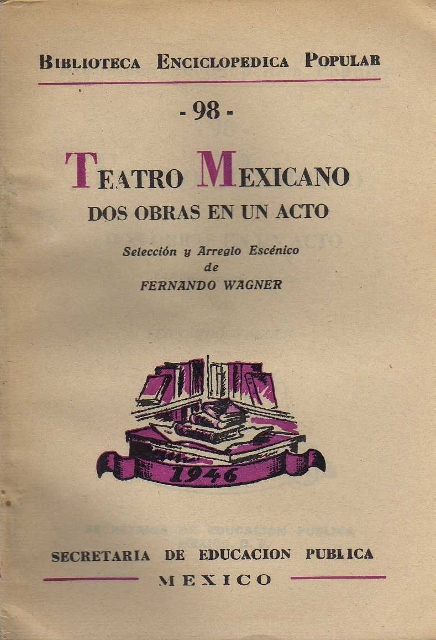 BIBLIOTECA ENCICLOPEDICA POPULAR
- 98 -
TEATRO MEXICANO
DOS OBRAS EN UN ACTO
Selección y Arreglo Escénico
de
FERNANDO WAGNER
1946
SECRETARIA DE EDUCACION PUBLICA
MEXICO